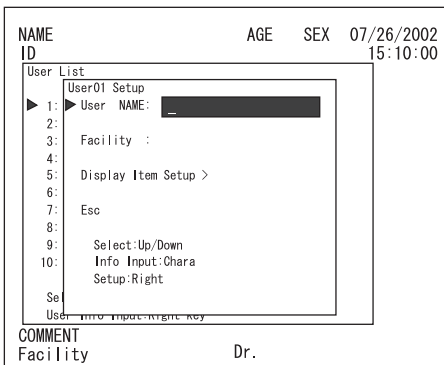 NAME AGE SEX 07/26/2002
ID 15:10:00
User List
User01 Setup
1: User NAME: _
2:
3: Facility :
4:
5: Display Item Setup >
6:
7: Esc
8:
9: Select:Up/Down
10: Info Input:Chara
Setup:Right
Sel
User Info Input:Right Key
COMMENT
Facility Dr.